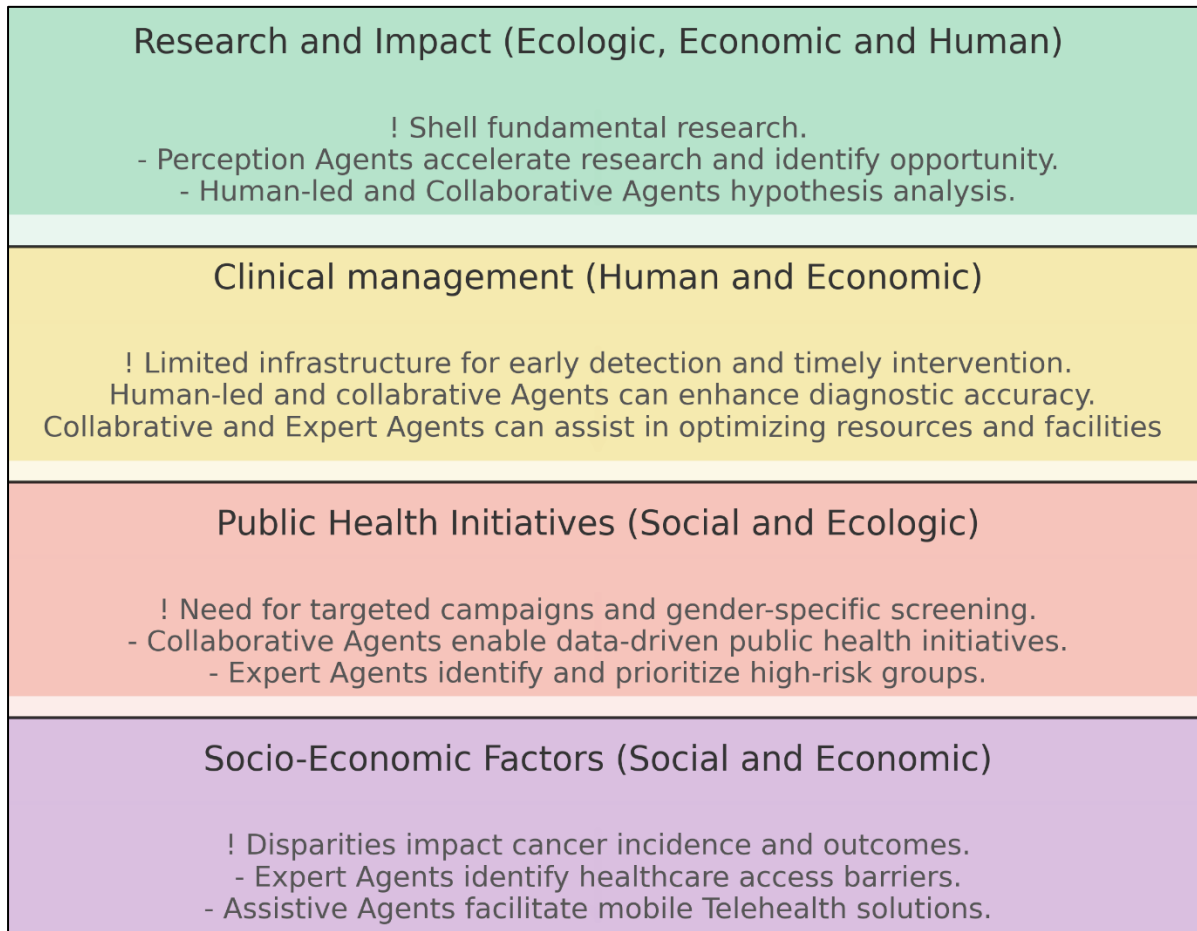 Research and Impact (Ecologic, Economic and Human)
! Shell fundamental research.
- Perception Agents accelerate research and identify opportunity.
- Human-led and Collaborative Agents hypothesis analysis.
Clinical management (Human and Economic)
! Limited infrastructure for early detection and timely intervention.
Human-led and collabrative Agents can enhance diagnostic accuracy.
Collabrative and Expert Agents can assist in optimizing resources and facilities
Public Health Initiatives (Social and Ecologic)
! Need for targeted campaigns and gender-specific screening.
- Collaborative Agents enable data-driven public health initiatives.
- Expert Agents identify and prioritize high-risk groups.
Socio-Economic Factors (Social and Economic)
! Disparities impact cancer incidence and outcomes.
- Expert Agents identify healthcare access barriers.
- Assistive Agents facilitate mobile Telehealth solutions.